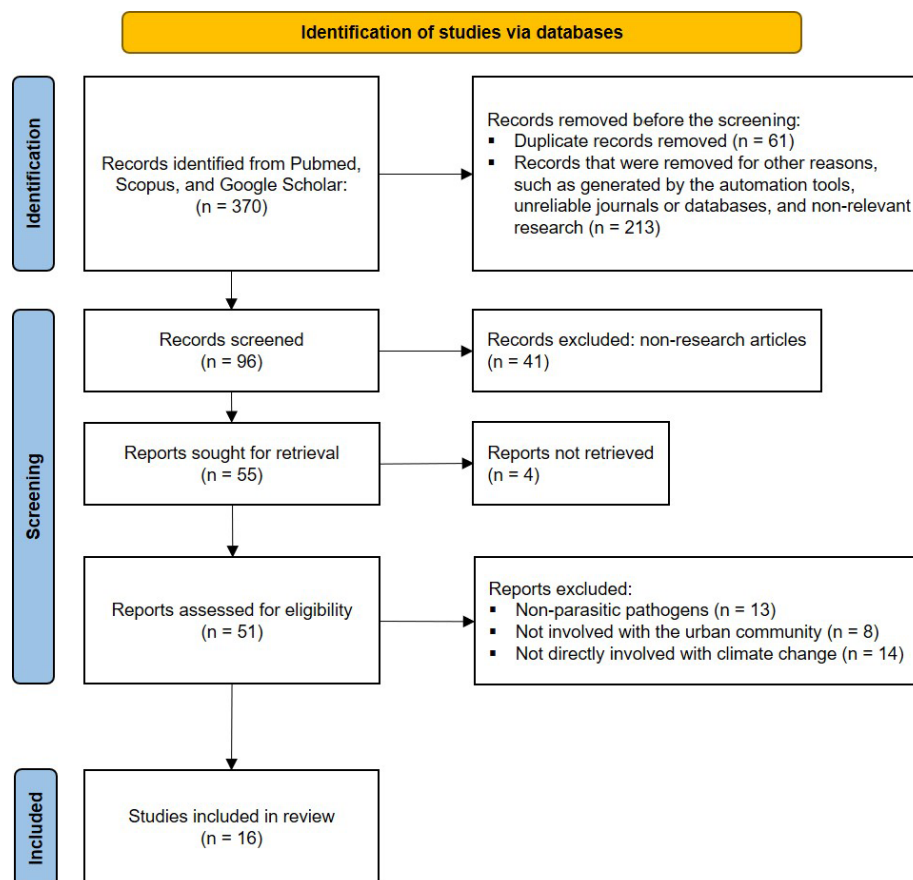 Identification of studies via databases
Identification
Records identified from Pubmed,
Scopus, and Google Scholar:
(n = 370)
Records removed before the screening:
▪ Duplicate records removed (n = 61)
▪ Records that were removed for other reasons,
such as generated by the automation tools,
unreliable journals or databases, and non-relevant
research (n = 213)
Screening
Records screened
(n = 96)
Records excluded: non-research articles
(n = 41)
Reports sought for retrieval
(n = 55)
Reports not retrieved
(n = 4)
Reports assessed for eligibility
(n = 51)
Reports excluded:
▪ Non-parasitic pathogens (n = 13)
▪ Not involved with the urban community (n = 8)
▪ Not directly involved with climate change (n = 14)
Included
Studies included in review
(n = 16)